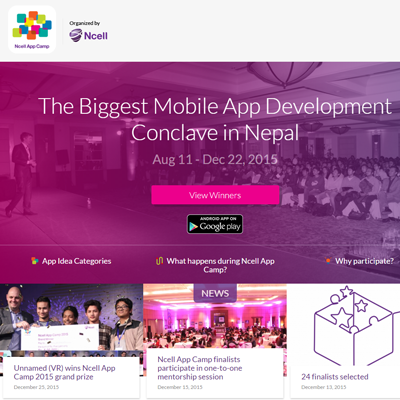 Ncell App Camp
Organized by
Ncell
The Biggest Mobile App Development
Conclave in Nepal
Aug 11 - Dec 22, 2015
View Winners
ANDROID APP ON
Google play
App Idea Categories
What happens during Ncell App
Camp?
Why participate?
NEWS
Unnamed (VR) wins Ncell App
Camp 2015 grand prize
December 25, 2015
Ncell App Camp finalists
participate in one-to-one
mentorship session
December 15, 2015
24 finalists selected
December 13, 2015